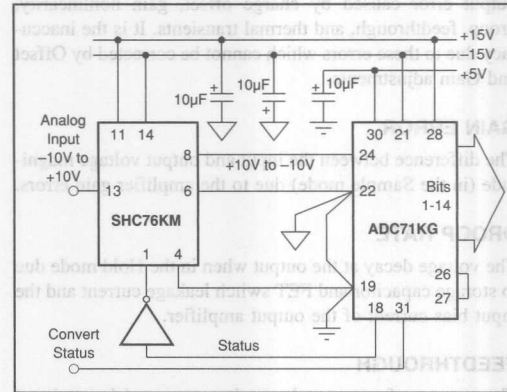 +15V
−15V
+5V
10µF
+
10µF
+
10µF
+
Analog
Input
−10V to
+10V
11 14
8
13
6
SHC76KM
1 4
+10V to −10V
30 21 28
24
22
Bits
1-14
ADC71KG
19
26
27
18 31
Convert
Status
Status